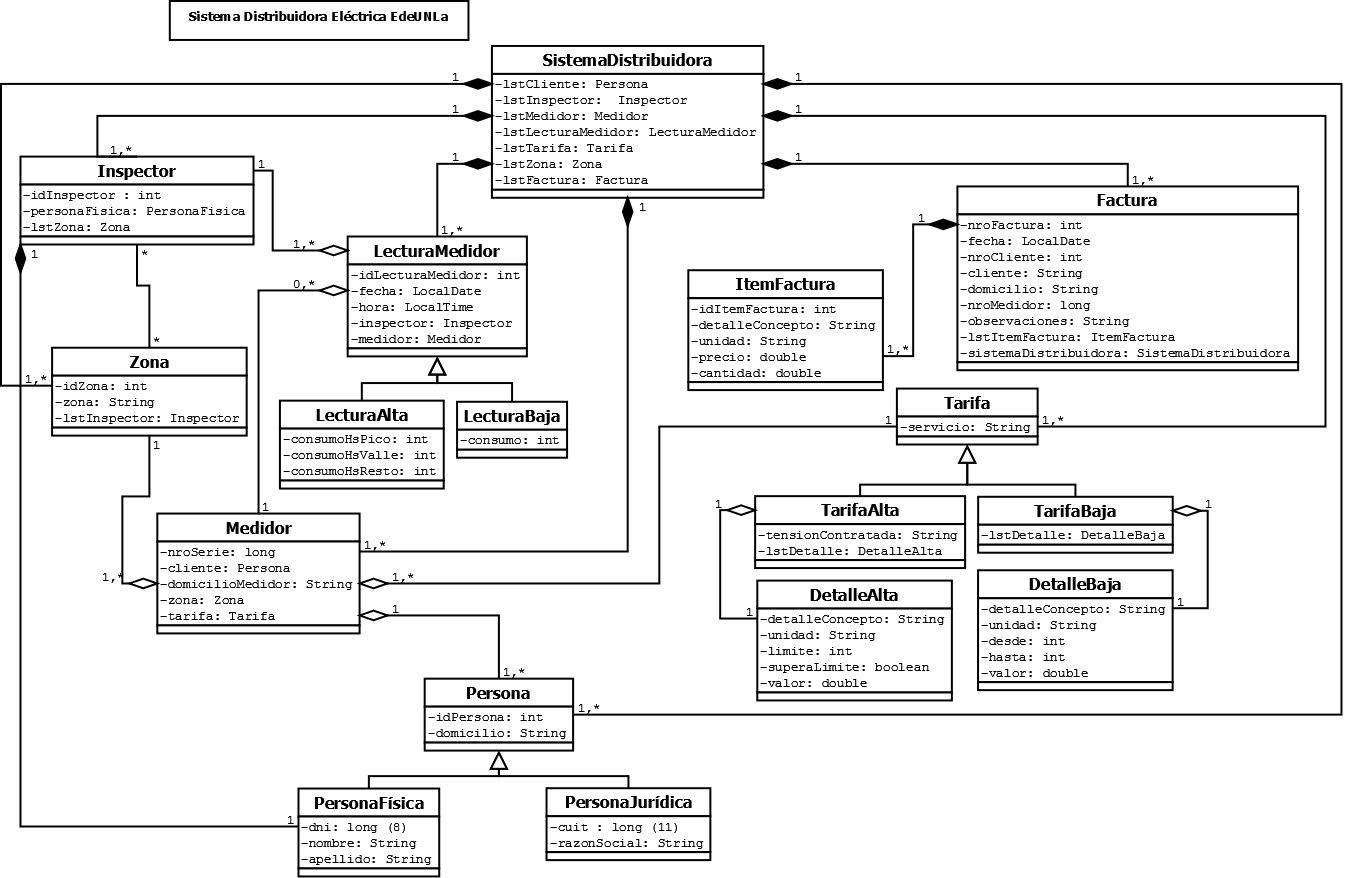 Sistema Distribuidora Eléctrica EdeUNLa
SistemaDistribuidora
-lstCliente: Persona
-lstInspector:  Inspector
-lstMedidor: Medidor
-lstLecturaMedidor: LecturaMedidor
-lstTarifa: Tarifa
-lstZona: Zona
-lstFactura: Factura
1
1
1
1
1
1
1
1,*
Inspector
-idInspector : int
-personaFisica: PersonaFisica
-lstZona: Zona
1
1
*
1,*
LecturaMedidor
-idLecturaMedidor: int
-fecha: LocalDate
-hora: LocalTime
-inspector: Inspector
-medidor: Medidor
1,*
0,*
1,*
Factura
-nroFactura: int
-fecha: LocalDate
-nroCliente: int
-cliente: String
-domicilio: String
-nroMedidor: long
-observaciones: String
-lstItemFactura: ItemFactura
-sistemaDistribuidora: SistemaDistribuidora
1
ItemFactura
-idItemFactura: int
-detalleConcepto: String
-unidad: String
-precio: double
-cantidad: double
1,*
*
Zona
-idZona: int
-zona: String
-lstInspector: Inspector
1,*
1
LecturaAlta
-consumoHsPico: int
-consumoHsValle: int
-consumoHsResto: int
LecturaBaja
-consumo: int
Tarifa
-servicio: String
1
1,*
1
Medidor
-nroSerie: long
-cliente: Persona
-domicilioMedidor: String
-zona: Zona
-tarifa: Tarifa
1,*
1,*
1,*
1
TarifaAlta
-tensionContratada: String
-lstDetalle: DetalleAlta
1
TarifaBaja
-lstDetalle: DetalleBaja
1
DetalleAlta
-detalleConcepto: String
-unidad: String
-limite: int
-superaLimite: boolean
-valor: double
1
DetalleBaja
-detalleConcepto: String
-unidad: String
-desde: int
-hasta: int
-valor: double
1
1,*
Persona
-idPersona: int
-domicilio: String
1,*
PersonaFísica
-dni: long (8)
-nombre: String
-apellido: String
1
PersonaJurídica
-cuit : long (11)
-razonSocial: String